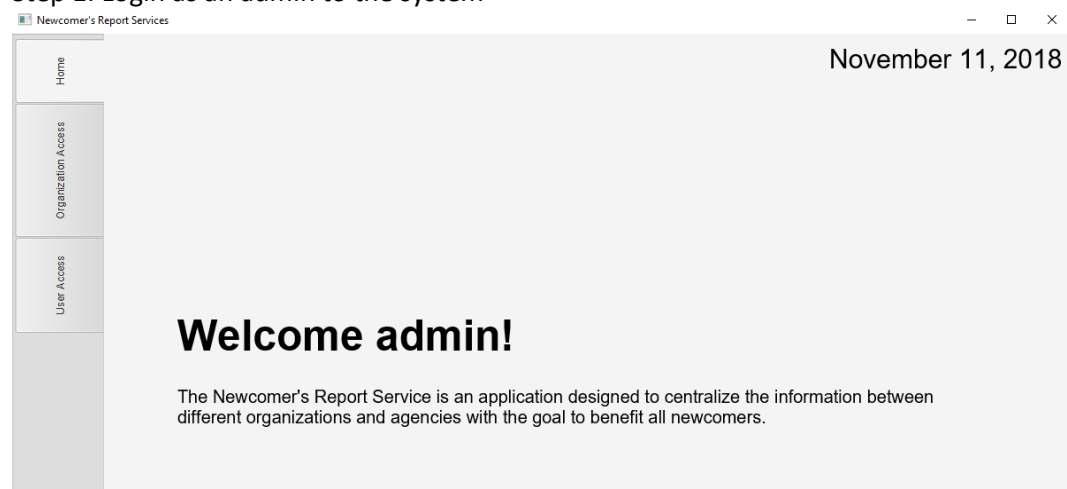 Step 1: Login as an admin to the system
Newcomer's Report Services
November 11, 2018
Home
Organization Access
User Access
Welcome admin!
The Newcomer's Report Service is an application designed to centralize the information between
different organizations and agencies with the goal to benefit all newcomers.